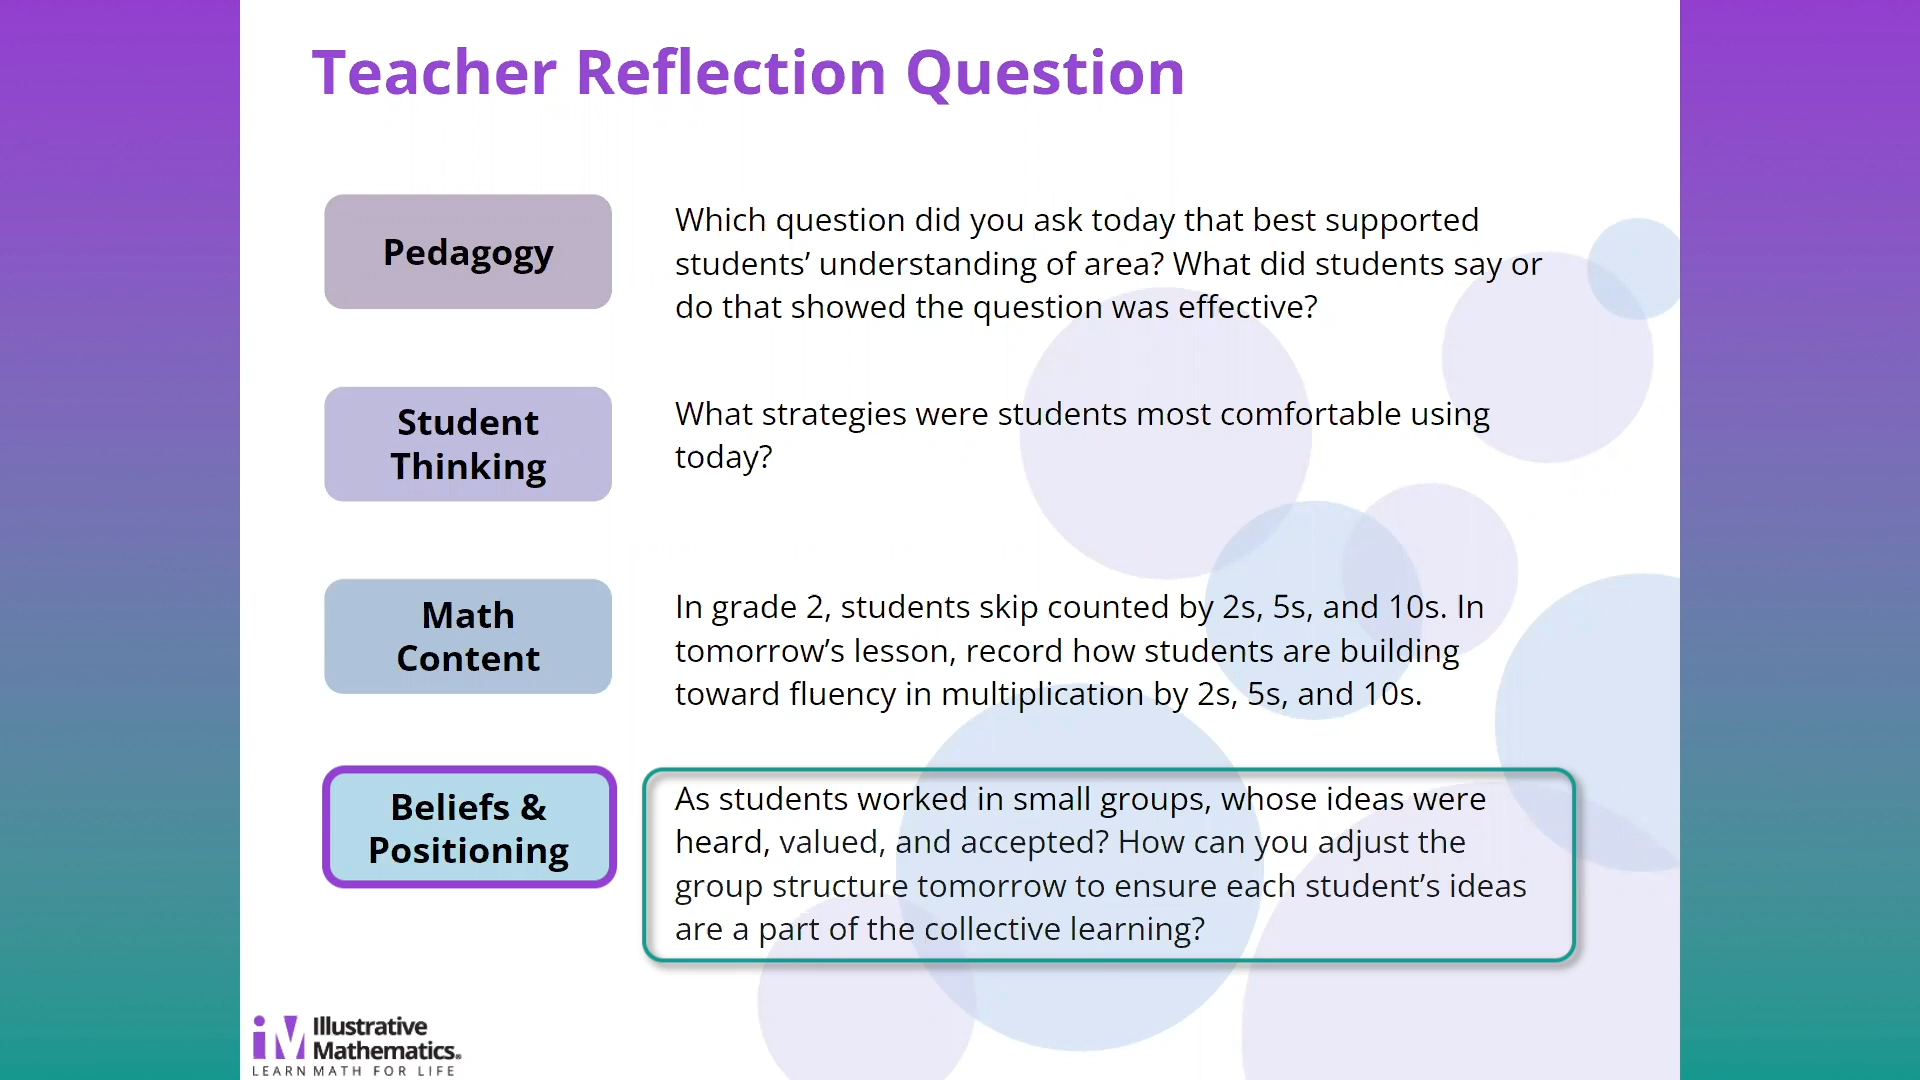 Teacher Reflection Question
Pedagogy
Which question did you ask today that best supported
students’ understanding of area? What did students say or
do that showed the question was effective?
Student
Thinking
What strategies were students most comfortable using
today?
Math
Content
In grade 2, students skip counted by 2s, 5s, and 10s. In
tomorrow’s lesson, record how students are building
toward fluency in multiplication by 2s, 5s, and 10s.
Beliefs &
Positioning
As students worked in small groups, whose ideas were
heard, valued, and accepted? How can you adjust the
group structure tomorrow to ensure each student’s ideas
are a part of the collective learning?
iM Illustrative
Mathematics®
LEARN MATH FOR LIFE